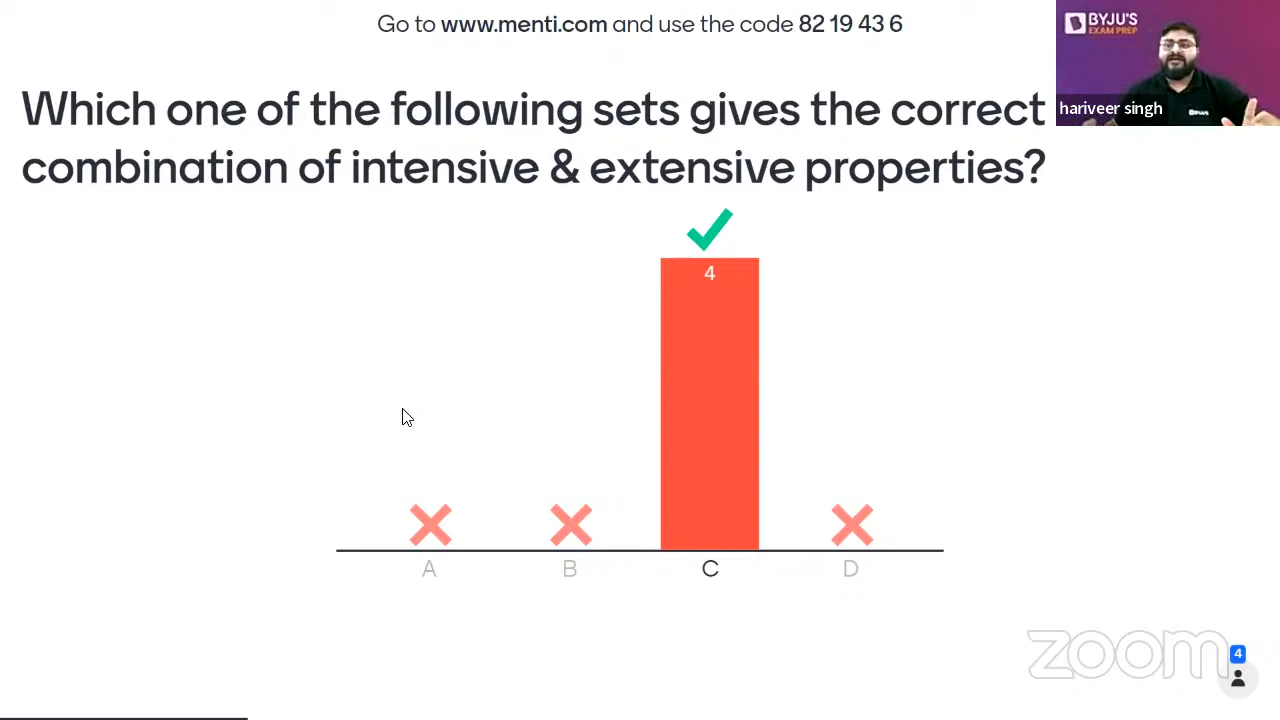 Go to www.menti.com and use the code 82 19 43 6
BYJU'S
EXAM PREP
hariveer singh
Which one of the following sets gives the correct
combination of intensive & extensive properties?
4
A
B
C
D
zoom
4